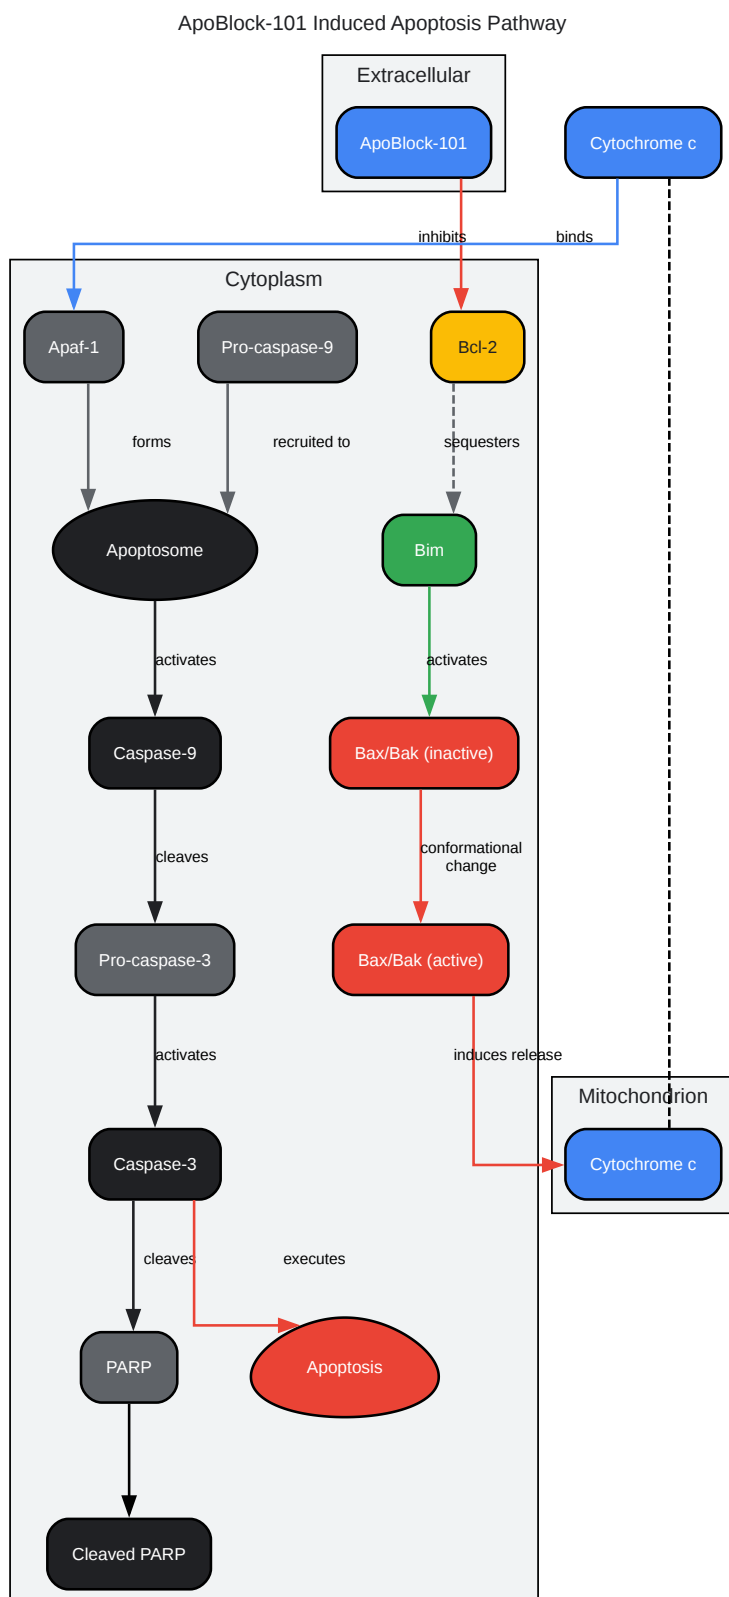 ApoBlock-101 Induced Apoptosis Pathway
Extracellular
ApoBlock-101
Cytochrome c
inhibits
binds
Cytoplasm
Apaf-1
Pro-caspase-9
Bcl-2
forms
recruited to
sequesters
Apoptosome
Bim
activates
activates
Caspase-9
Bax/Bak (inactive)
cleaves
conformational
change
Pro-caspase-3
Bax/Bak (active)
activates
induces release
Mitochondrion
Caspase-3
Cytochrome c
cleaves
executes
PARP
Apoptosis
Cleaved PARP